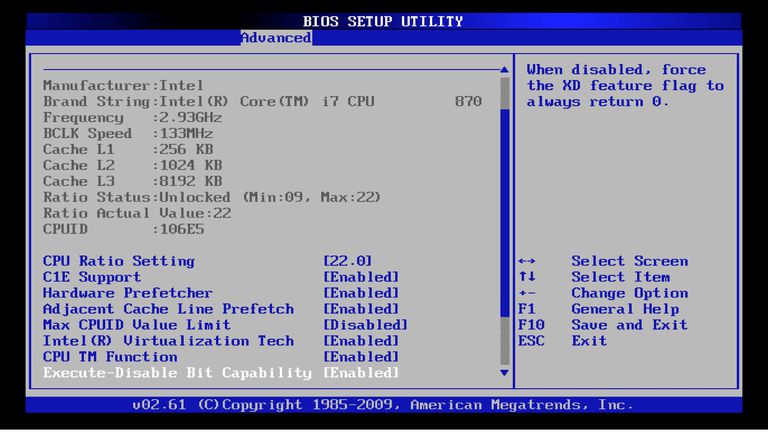 BIOS SETUP UTILITY
Advanced
Manufacturer:Intel
Brand String:Intel(R) Core(TM) i7 CPU 870
Frequency :2.93GHz
BCLK Speed :133MHz
Cache L1 :256 KB
Cache L2 :1024 KB
Cache L3 :8192 KB
Ratio Status:Unlocked (Min:09, Max:22)
Ratio Actual Value:22
CPUID :106E5
CPU Ratio Setting [22.0]
C1E Support [Enabled]
Hardware Prefetcher [Enabled]
Adjacent Cache Line Prefetch [Enabled]
Max CPUID Value Limit [Disabled]
Intel(R) Virtualization Tech [Enabled]
CPU TM Function [Enabled]
Execute-Disable Bit Capability [Enabled]
When disabled, force
the XD feature flag to
always return 0.
↔ Select Screen
↑↓ Select Item
+- Change Option
F1 General Help
F10 Save and Exit
ESC Exit
v02.61 (C)Copyright 1985-2009, American Megatrends, Inc.